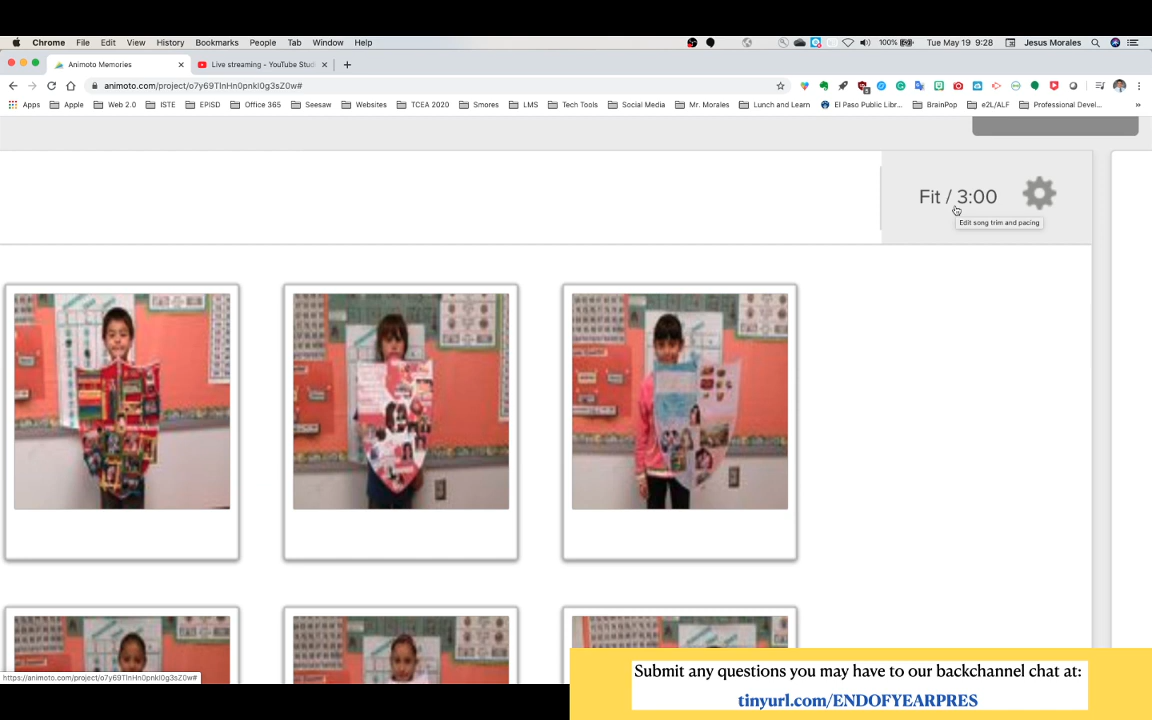 Chrome File Edit View History Bookmarks People Tab Window Help 100% Tue May 19 9:28 Jesus Morales
Animoto Memories Live streaming - YouTube Stud
animoto.com/project/o7y69TlnHn0pnkl0g3sZ0w#
Apps Apple Web 2.0 ISTE EPISD Office 365 Seesaw Websites TCEA 2020 Smores LMS Tech Tools Social Media Mr. Morales Lunch and Learn El Paso Public Libr... BrainPop e2L/ALF Professional Devel... »
Fit / 3:00
Edit song trim and pacing
https://animoto.com/project/o7y69TlnHn0pnkl0g3sZ0w#
Submit any questions you may have to our backchannel chat at:
tinyurl.com/ENDOFYEARPRES